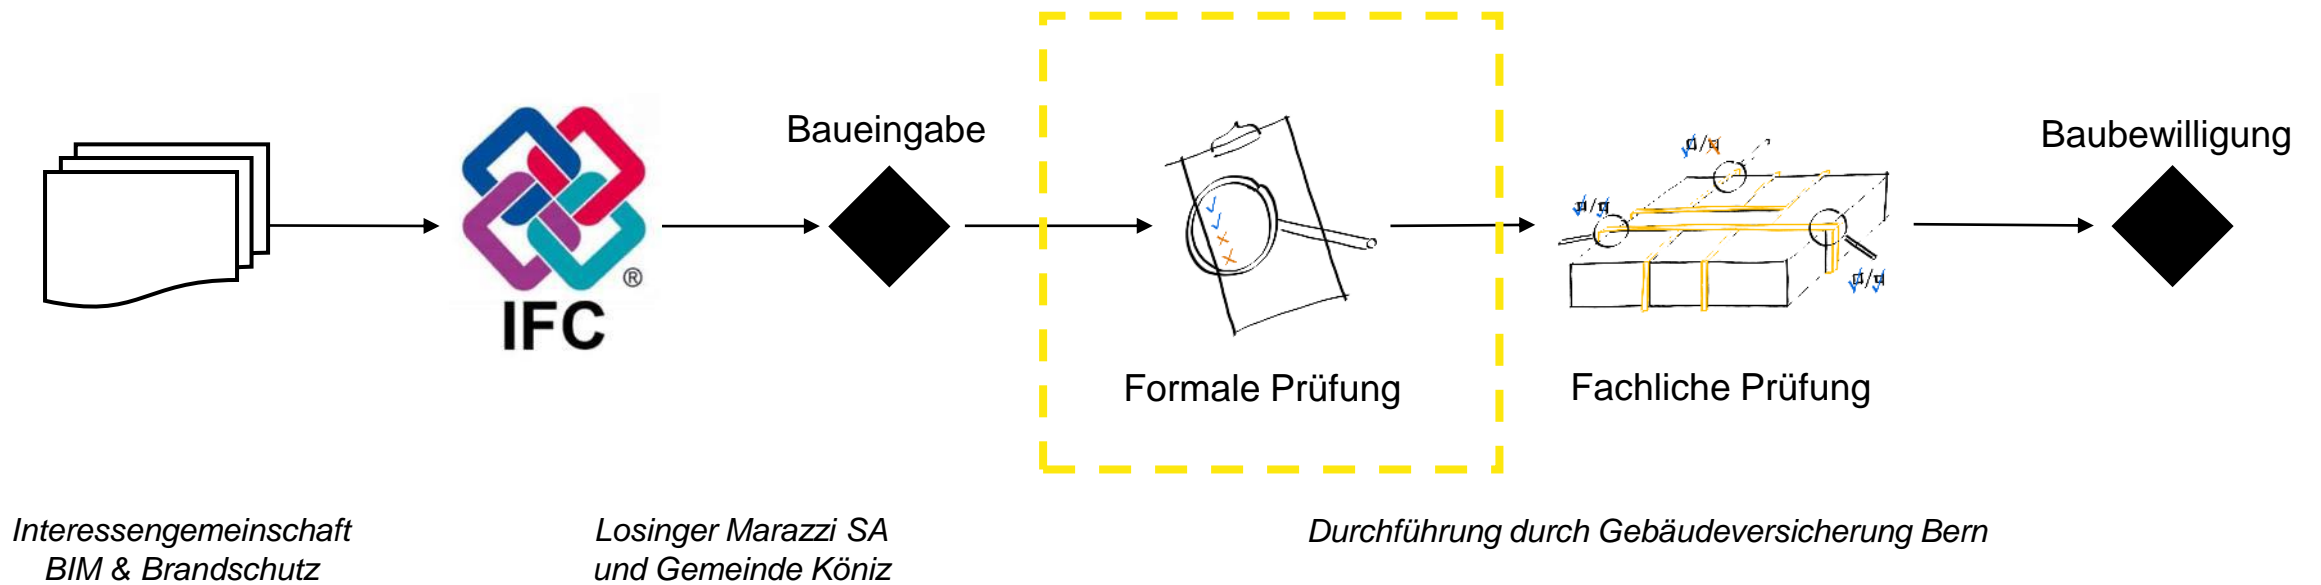 Baueingabe
Baubewilligung
®
IFC
Formale Prüfung
Fachliche Prüfung
Interessengemeinschaft
BIM & Brandschutz
Losinger Marazzi SA
und Gemeinde Köniz
Durchführung durch Gebäudeversicherung Bern